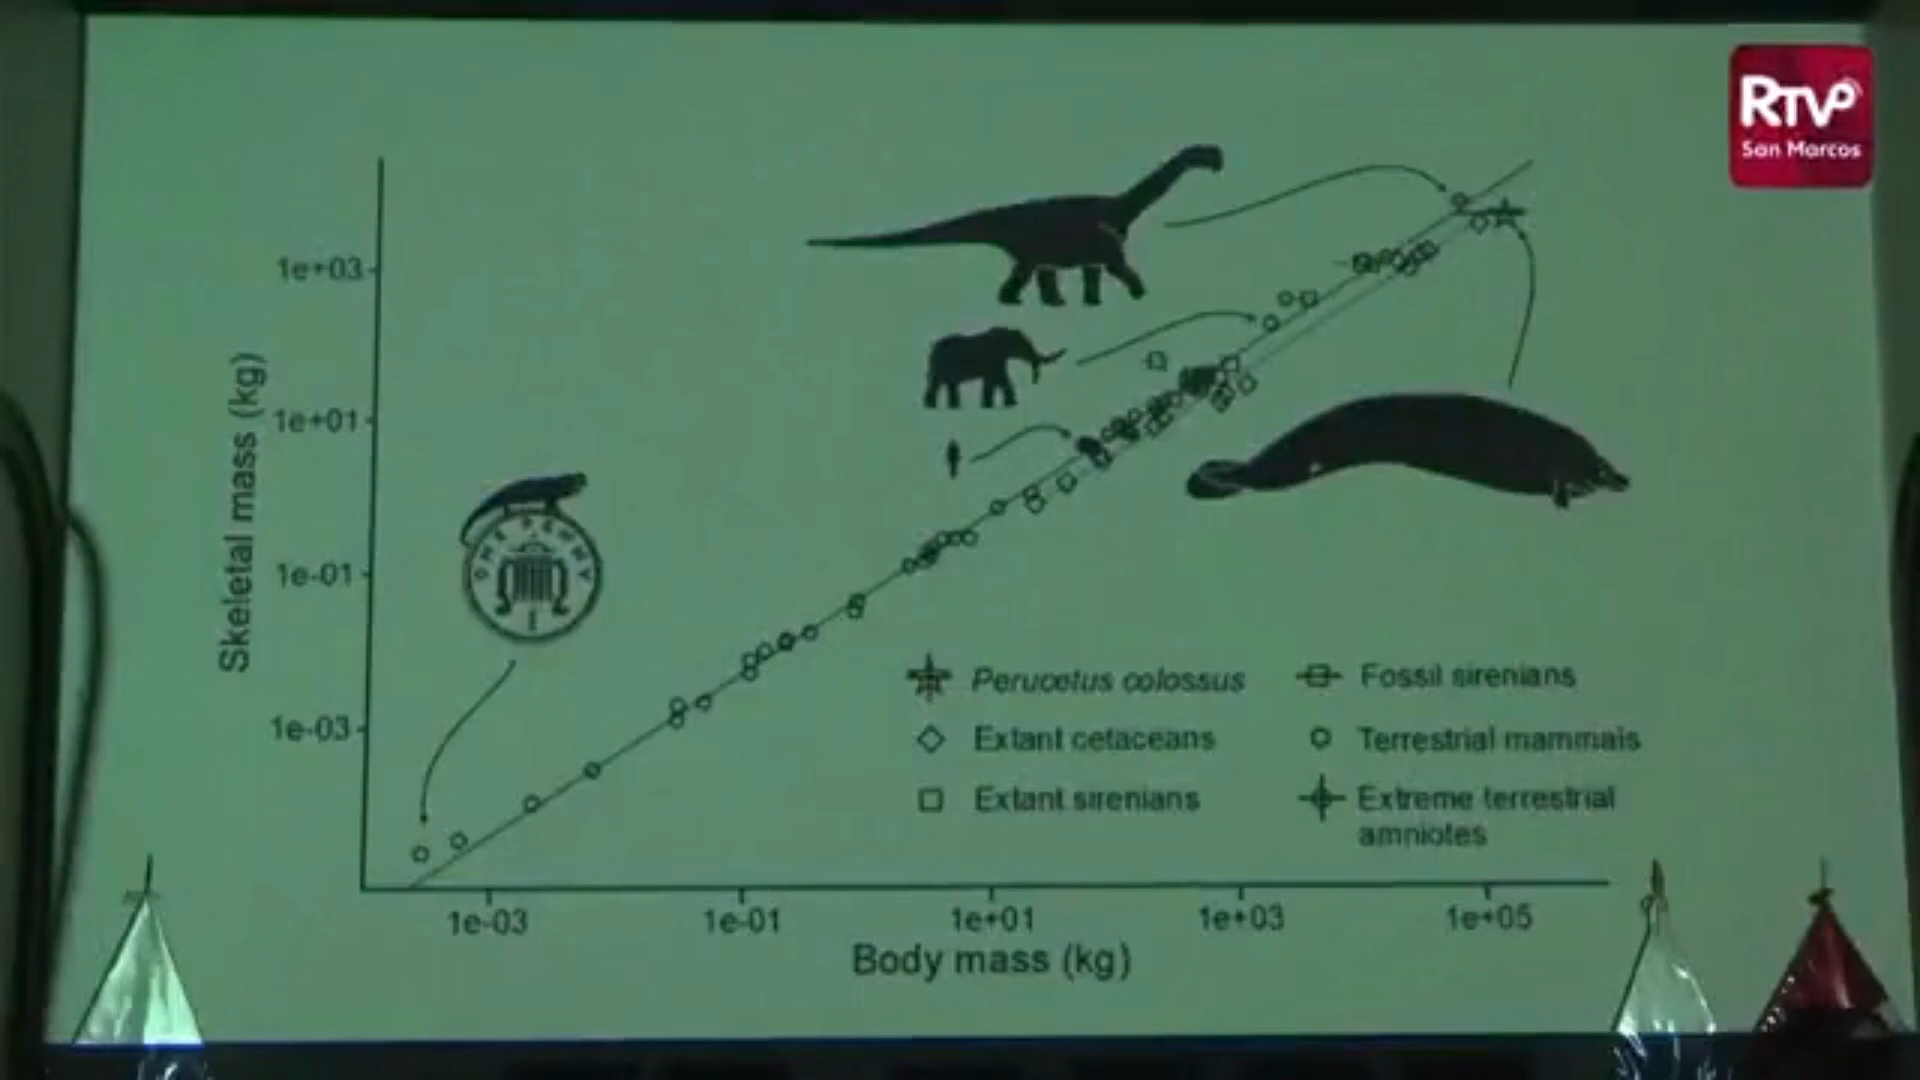 RTVP
San Marcos
1e+03
1e+01
1e-01
1e-03
Skeletal mass (kg)
ONE PENNY
1
Perucetus colossus
Extant cetaceans
Extant sirenians
Fossil sirenians
Terrestrial mammals
Extreme terrestrial
amniotes
1e-03
1e-01
1e+01
1e+03
1e+05
Body mass (kg)